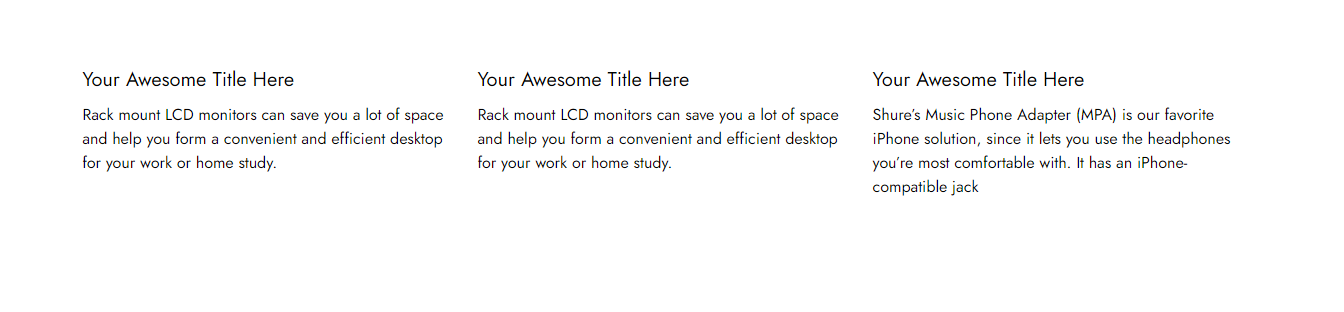 Your Awesome Title Here
Rack mount LCD monitors can save you a lot of space
and help you form a convenient and efficient desktop
for your work or home study.
Your Awesome Title Here
Rack mount LCD monitors can save you a lot of space
and help you form a convenient and efficient desktop
for your work or home study.
Your Awesome Title Here
Shure’s Music Phone Adapter (MPA) is our favorite
iPhone solution, since it lets you use the headphones
you’re most comfortable with. It has an iPhone-
compatible jack